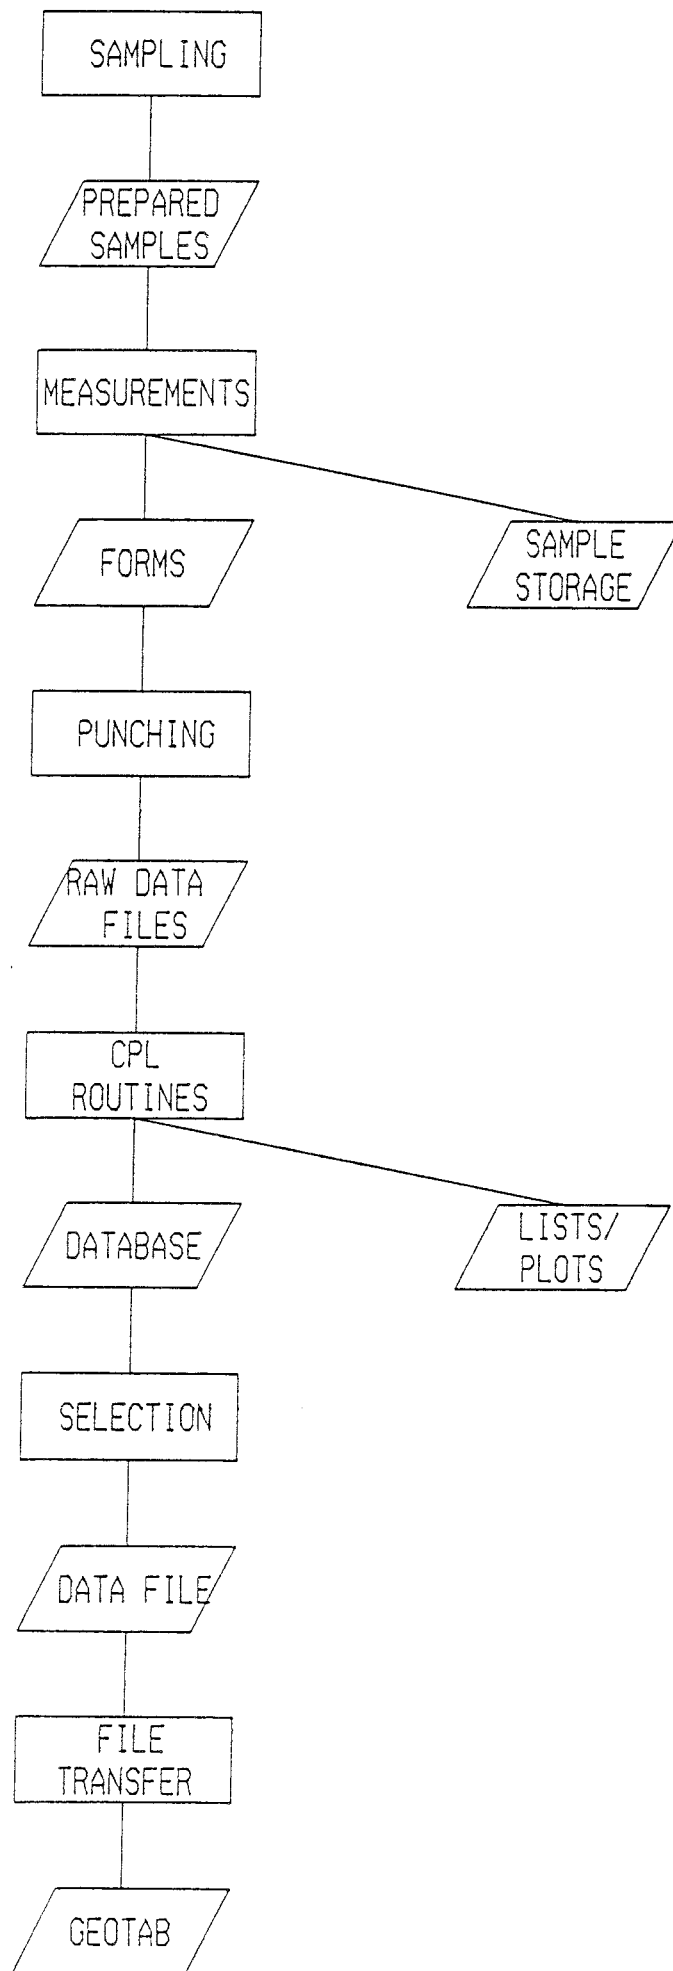 SAMPLING
PREPARED
SAMPLES
MEASUREMENTS
FORMS
SAMPLE
STORAGE
PUNCHING
RAW DATA
FILES
CPL
ROUTINES
DATABASE
LISTS/
PLOTS
SELECTION
DATA FILE
FILE
TRANSFER
GEOTAB